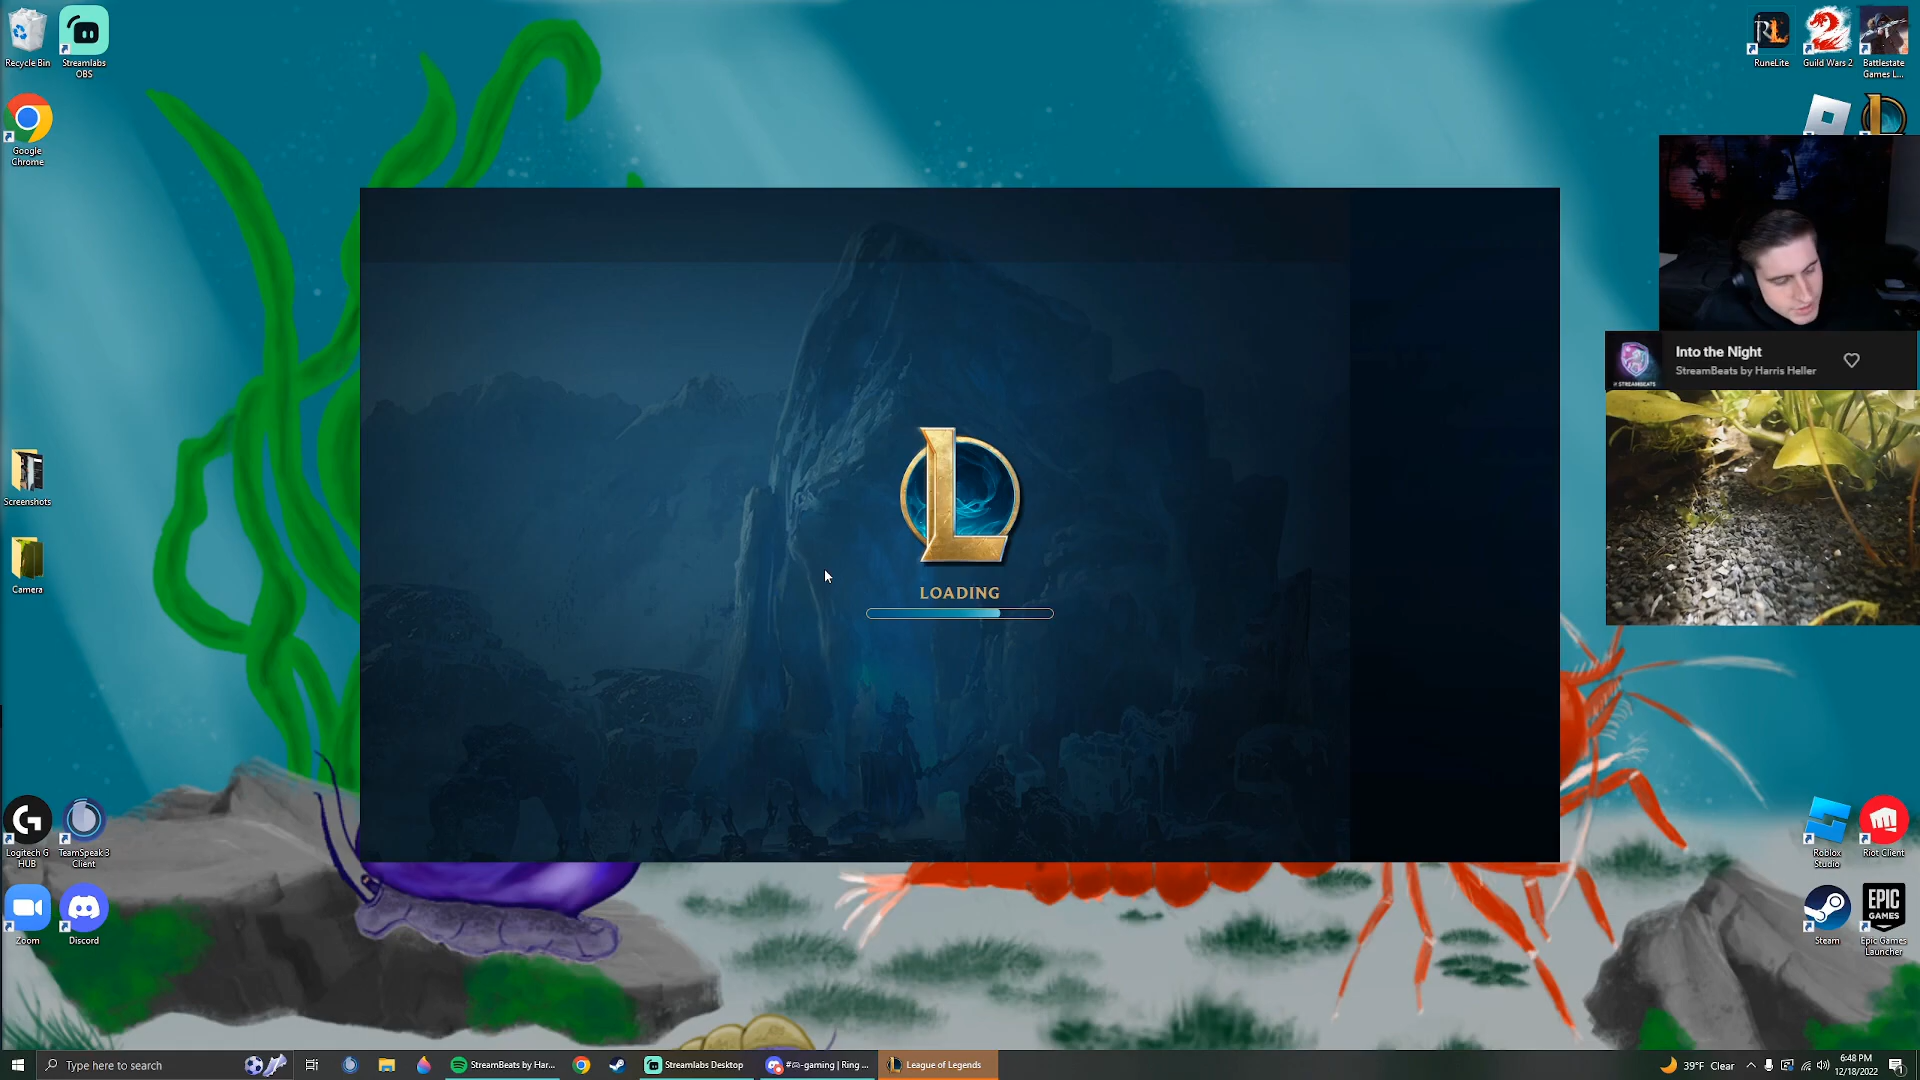 Recycle Bin
Streamlabs
OBS
Google
Chrome
Screenshots
Camera
Logitech G
HUB
TeamSpeak 3
Client
Zoom
Discord
RL
RuneLite
Guild Wars 2
Battlestate
Games L...
Into the Night
StreamBeats by Harris Heller
# STREAMBEATS
LOADING
Roblox
Studio
Riot Client
Steam
EPIC
GAMES
Epic Games
Launcher
Type here to search
StreamBeats by Har...
Streamlabs Desktop
League of Legends
39°F Clear
6:48 PM
12/18/2022